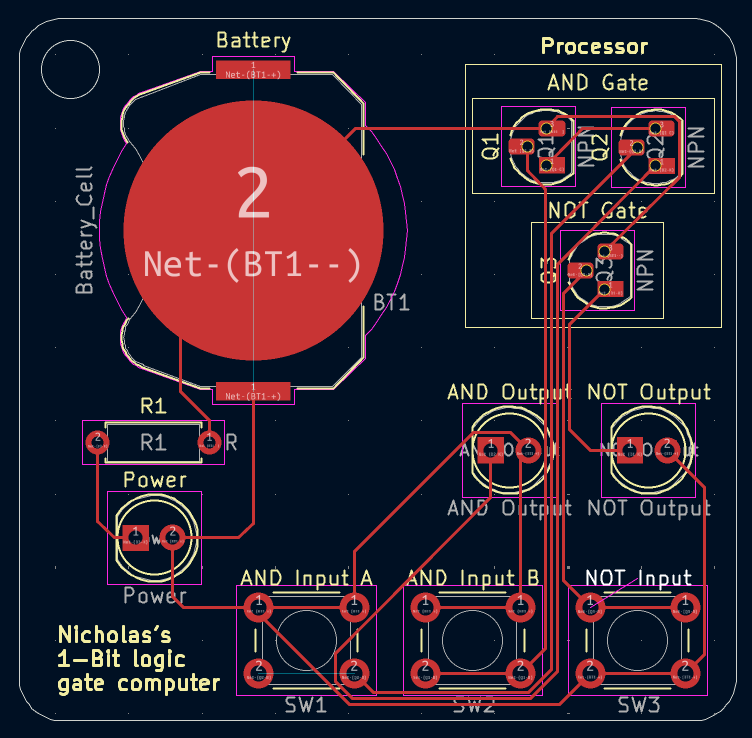 Battery
Processor
1
Net-(BT1-+)
AND Gate
Q1
Q1
NPN
Q2
Q2
NPN
2
Net-(BT1--)
Battery_Cell
NOT Gate
Q3
Q3
NPN
BT1
1
Net-(BT1-+)
R1
AND Output
NOT Output
2
R1
1
R
1
2
1
2
Power
AND Output
NOT Output
1
2
Power
AND Input A
AND Input B
NOT Input
1
1
1
1
1
1
Nicholas's
1-Bit logic
gate computer
2
2
2
2
2
2
SW1
SW2
SW3